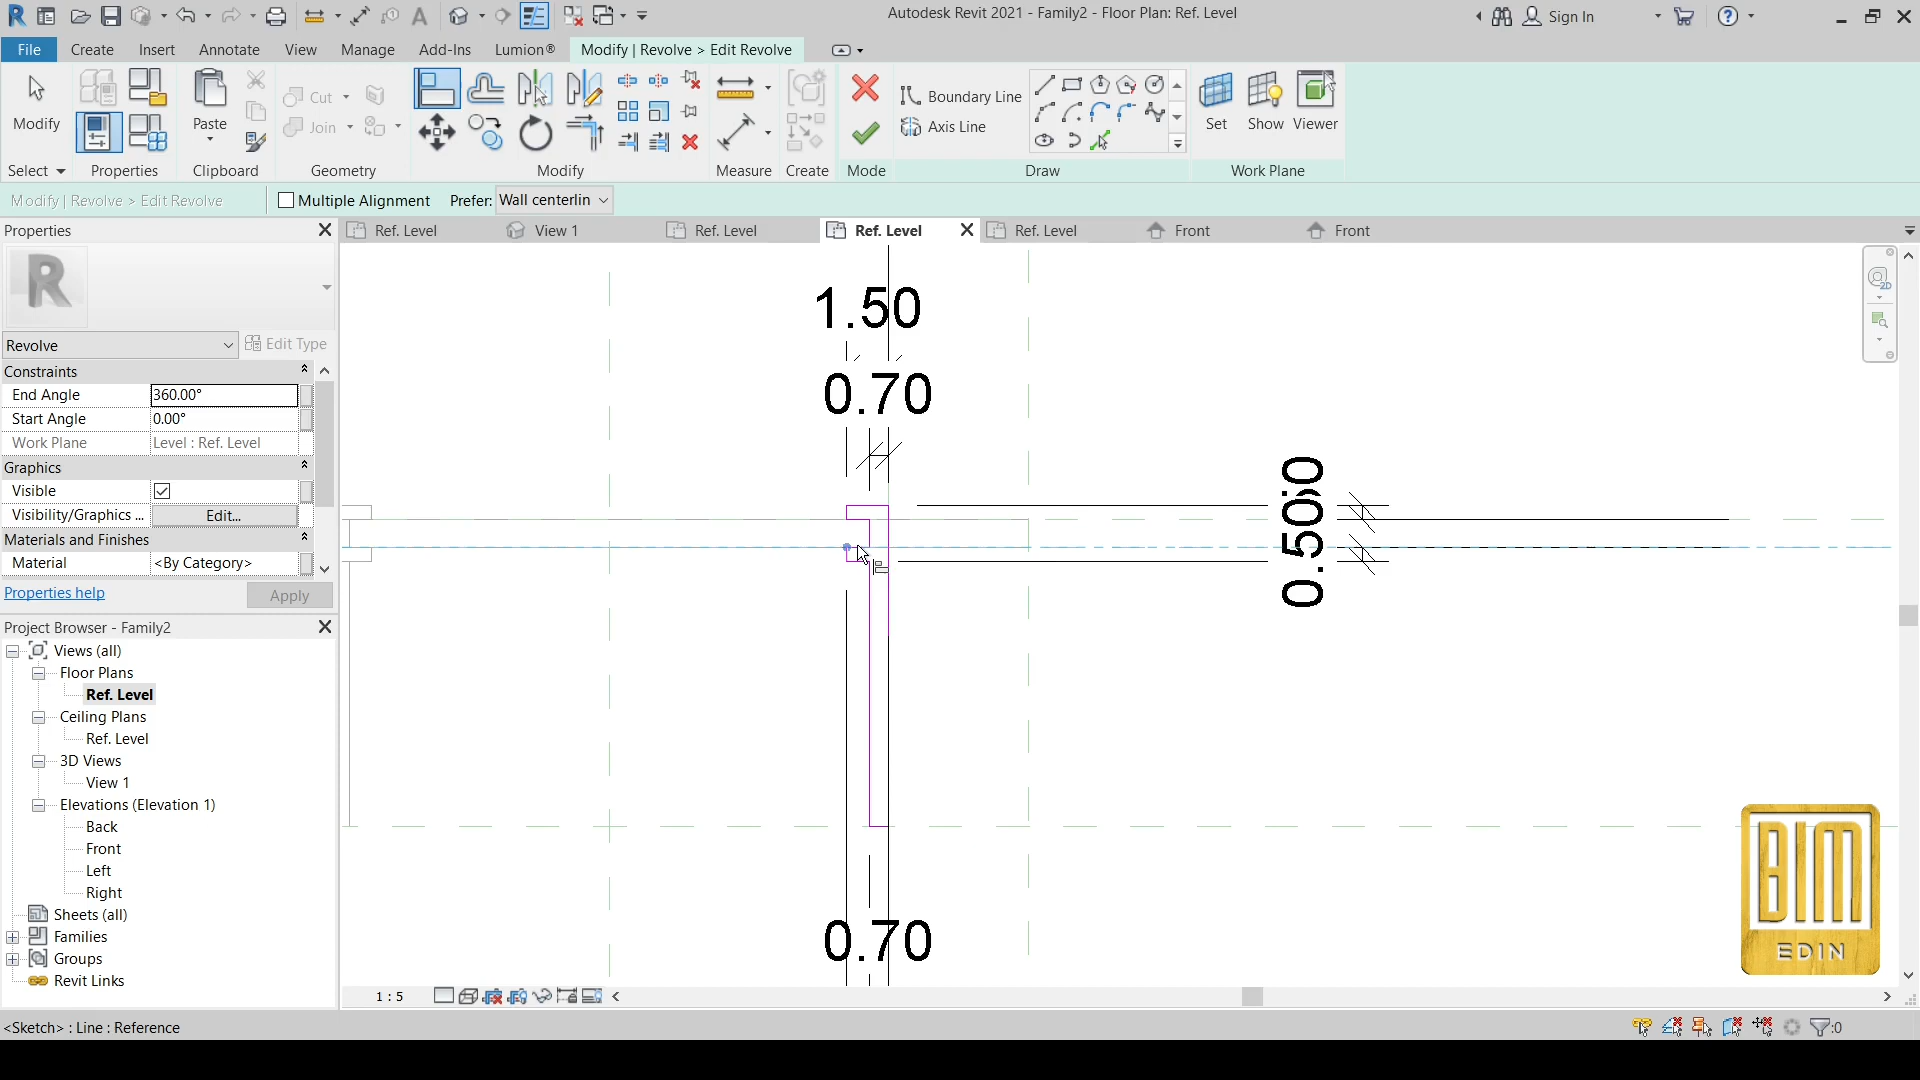 Autodesk Revit 2021 - Family2 - Floor Plan: Ref. Level
Sign In
File Create Insert Annotate View Manage Add-Ins Lumion® Modify | Revolve > Edit Revolve
Modify
Paste
Cut
Join
Boundary Line
Axis Line
Set Show Viewer
Select Properties Clipboard Geometry Modify Measure Create Mode Draw Work Plane
Modify | Revolve > Edit Revolve Multiple Alignment Prefer: Wall centerlin
Properties
Ref. Level View 1 Ref. Level Ref. Level Ref. Level Front Front
R
Revolve Edit Type
Constraints
End Angle 360.00°
Start Angle 0.00°
Work Plane Level : Ref. Level
Graphics
Visible
Visibility/Graphics ... Edit...
Materials and Finishes
Material <By Category>
Properties help Apply
Project Browser - Family2
Views (all)
Floor Plans
Ref. Level
Ceiling Plans
Ref. Level
3D Views
View 1
Elevations (Elevation 1)
Back
Front
Left
Right
Sheets (all)
Families
Groups
Revit Links
1.50
0.70
0.70
BIM
EDIN
1 : 5
<Sketch> : Line : Reference
:0